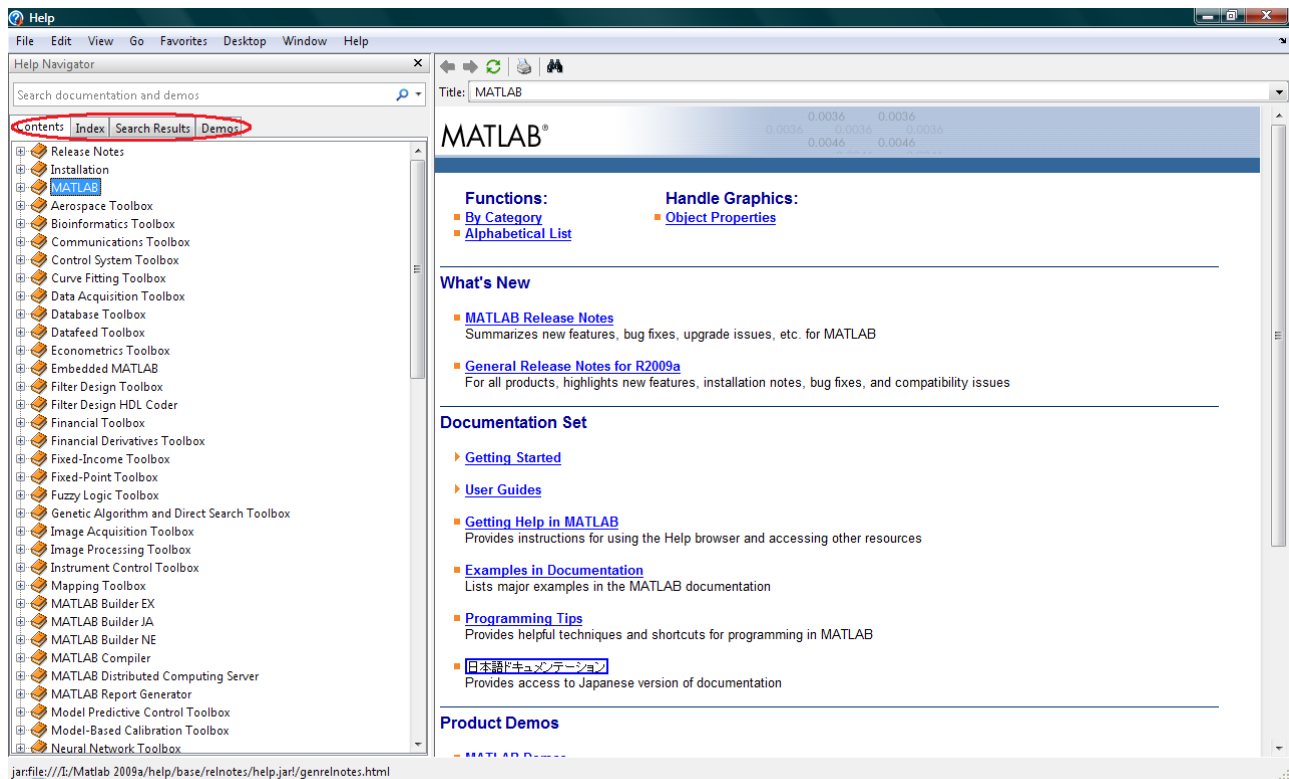 Help
File Edit View Go Favorites Desktop Window Help
Help Navigator
Search documentation and demos
Contents Index Search Results Demos
Release Notes
Installation
MATLAB
Aerospace Toolbox
Bioinformatics Toolbox
Communications Toolbox
Control System Toolbox
Curve Fitting Toolbox
Data Acquisition Toolbox
Database Toolbox
Datafeed Toolbox
Econometrics Toolbox
Embedded MATLAB
Filter Design Toolbox
Filter Design HDL Coder
Financial Toolbox
Financial Derivatives Toolbox
Fixed-Income Toolbox
Fixed-Point Toolbox
Fuzzy Logic Toolbox
Genetic Algorithm and Direct Search Toolbox
Image Acquisition Toolbox
Image Processing Toolbox
Instrument Control Toolbox
Mapping Toolbox
MATLAB Builder EX
MATLAB Builder JA
MATLAB Builder NE
MATLAB Compiler
MATLAB Distributed Computing Server
MATLAB Report Generator
Model Predictive Control Toolbox
Model-Based Calibration Toolbox
Neural Network Toolbox
Title: MATLAB
MATLAB®
0.0036 0.0036
0.0036 0.0036 0.0036
0.0046 0.0046
Functions:
By Category
Alphabetical List
Handle Graphics:
Object Properties
What's New
MATLAB Release Notes
Summarizes new features, bug fixes, upgrade issues, etc. for MATLAB
General Release Notes for R2009a
For all products, highlights new features, installation notes, bug fixes, and compatibility issues
Documentation Set
Getting Started
User Guides
Getting Help in MATLAB
Provides instructions for using the Help browser and accessing other resources
Examples in Documentation
Lists major examples in the MATLAB documentation
Programming Tips
Provides helpful techniques and shortcuts for programming in MATLAB
日本語ドキュメンテーション
Provides access to Japanese version of documentation
Product Demos
MATLAB Demos
jar:file:///I:/Matlab 2009a/help/base/relnotes/help.jar!/genrelnotes.html